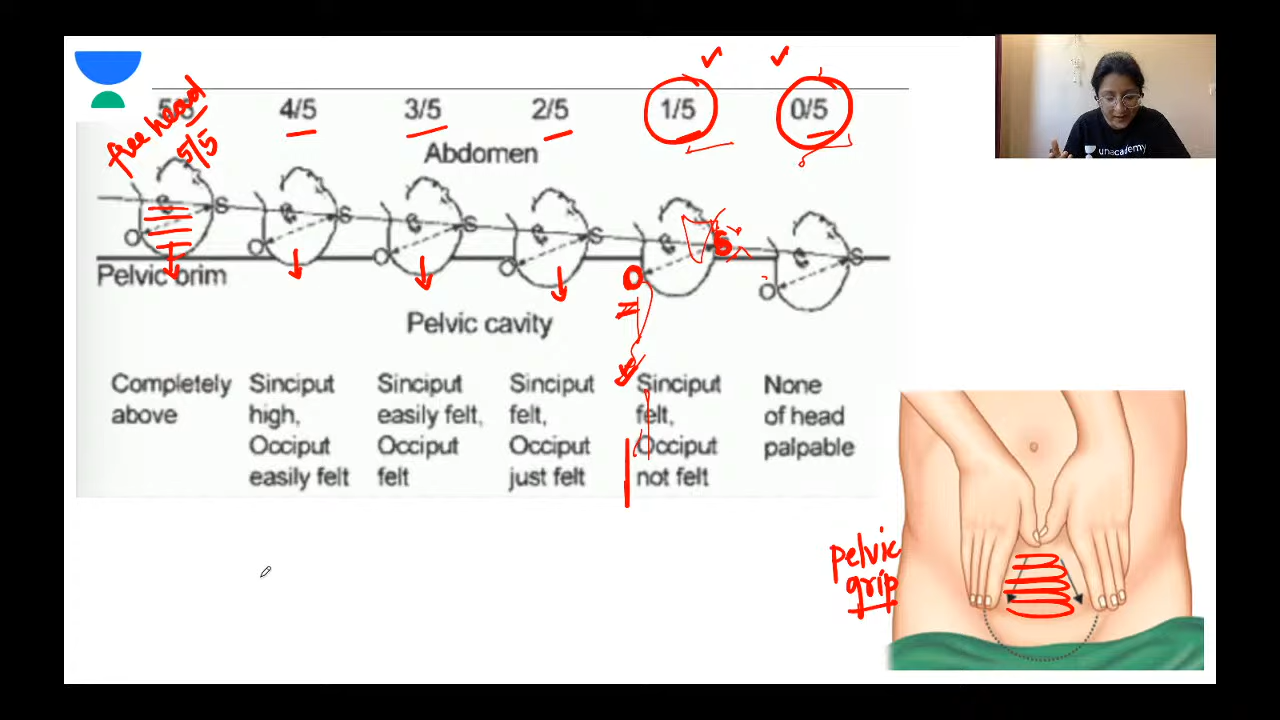 5/5 4/5 3/5 2/5 1/5 0/5
free head
5/5
Abdomen
O S O S O S O S O S O S
Pelvic brim
Pelvic cavity
Completely above
Sinciput high, Occiput easily felt
Sinciput easily felt, Occiput felt
Sinciput felt, Occiput just felt
Sinciput felt, Occiput not felt
None of head palpable
pelvic
grip
unacademy